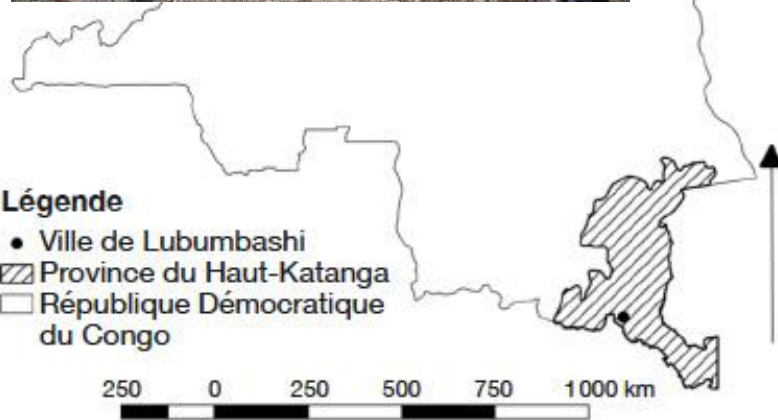 Légende
Ville de Lubumbashi
Province du Haut-Katanga
République Démocratique
du Congo
250 0 250 500 750 1 000 km